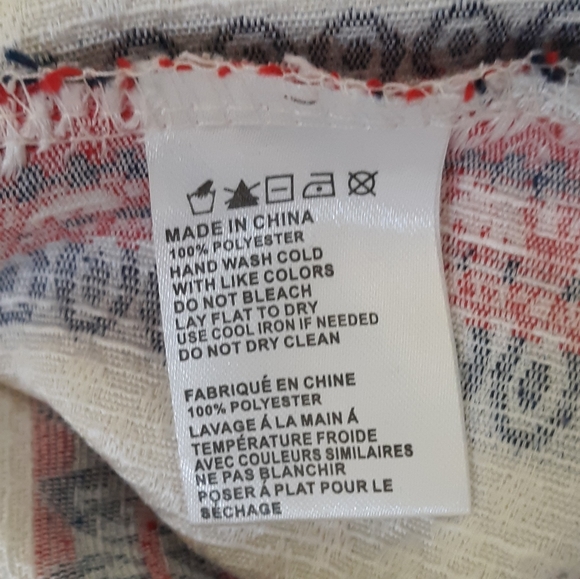 MADE IN CHINA
100% POLYESTER
HAND WASH COLD
WITH LIKE COLORS
DO NOT BLEACH
LAY FLAT TO DRY
USE COOL IRON IF NEEDED
DO NOT DRY CLEAN
FABRIQUÉ EN CHINE
100% POLYESTER
LAVAGE Á LA MAIN Á
TEMPÉRATURE FROIDE
AVEC COULEURS SIMILAIRES
NE PAS BLANCHIR
POSER Á PLAT POUR LE
SÉCHAGE